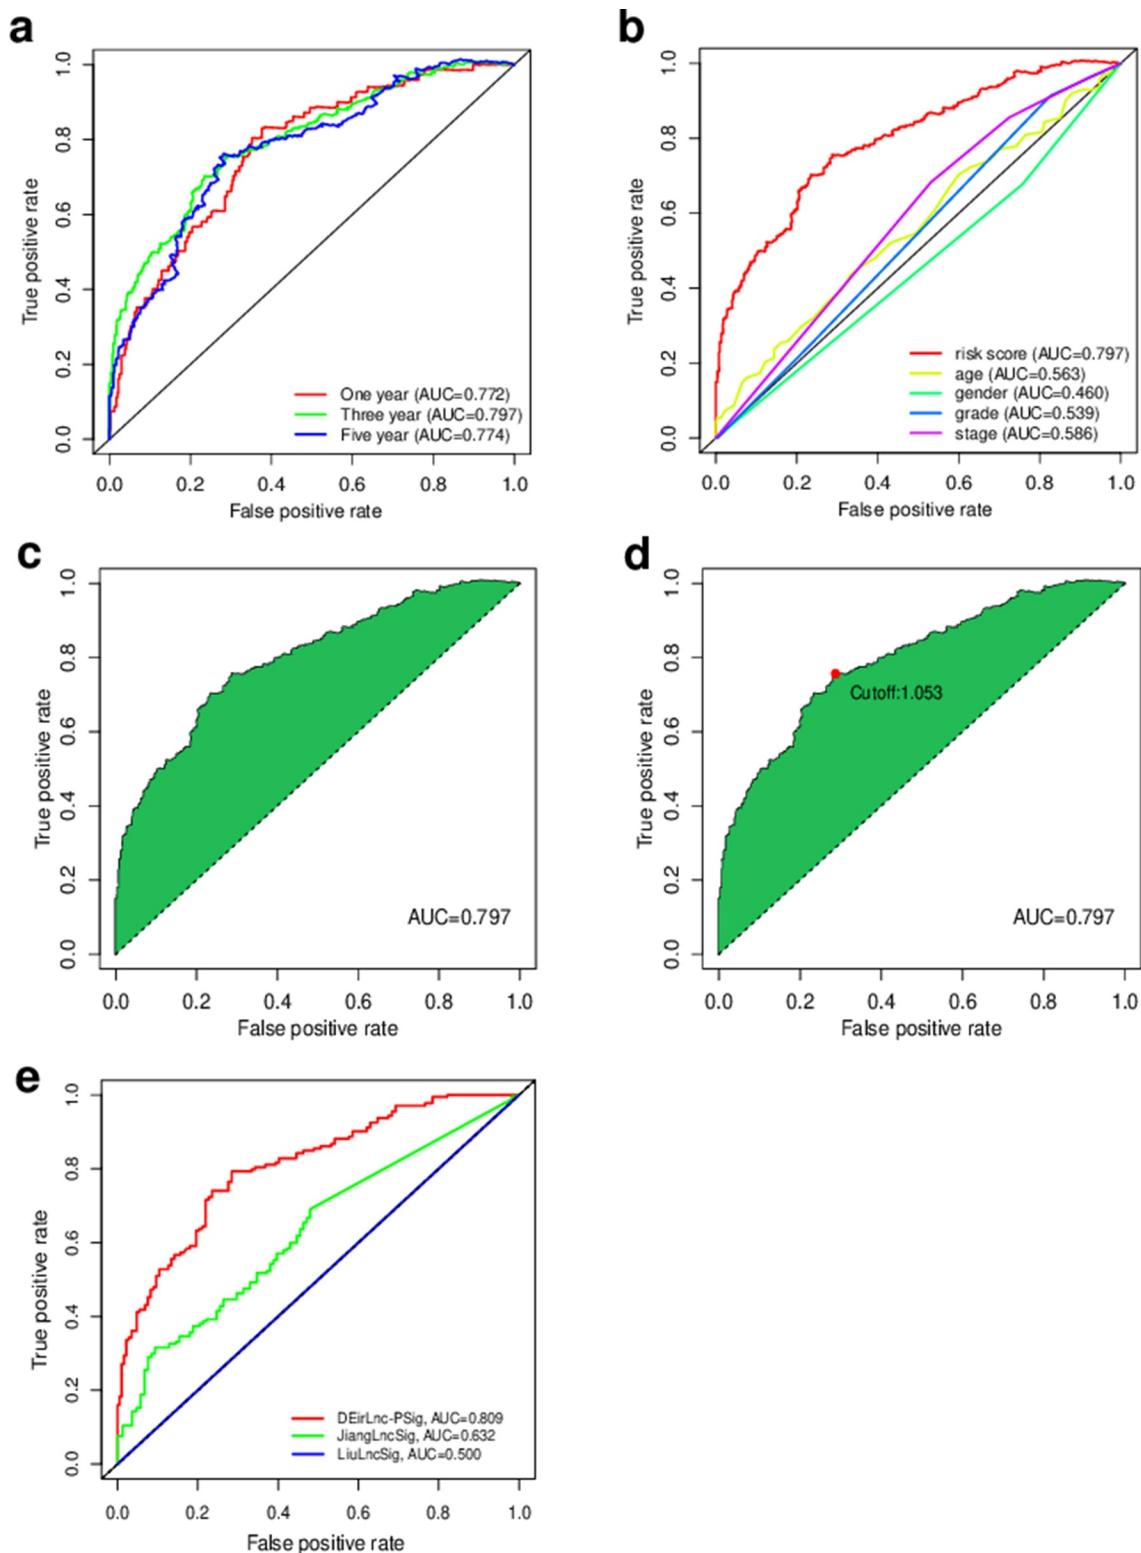 a
True positive rate
1.0
0.8
0.6
0.4
0.2
0.0
One year (AUC=0.772)
Three year (AUC=0.797)
Five year (AUC=0.774)
0.0 0.2 0.4 0.6 0.8 1.0
False positive rate
b
True positive rate
1.0
0.8
0.6
0.4
0.2
0.0
risk score (AUC=0.797)
age (AUC=0.563)
gender (AUC=0.460)
grade (AUC=0.539)
stage (AUC=0.586)
0.0 0.2 0.4 0.6 0.8 1.0
False positive rate
c
True positive rate
1.0
0.8
0.6
0.4
0.2
0.0
AUC=0.797
0.0 0.2 0.4 0.6 0.8 1.0
False positive rate
d
True positive rate
1.0
0.8
0.6
0.4
0.2
0.0
Cutoff:1.053
AUC=0.797
0.0 0.2 0.4 0.6 0.8 1.0
False positive rate
e
True positive rate
1.0
0.8
0.6
0.4
0.2
0.0
DEirLnc-PSig, AUC=0.809
JiangLncSig, AUC=0.632
LiuLncSig, AUC=0.500
0.0 0.2 0.4 0.6 0.8 1.0
False positive rate